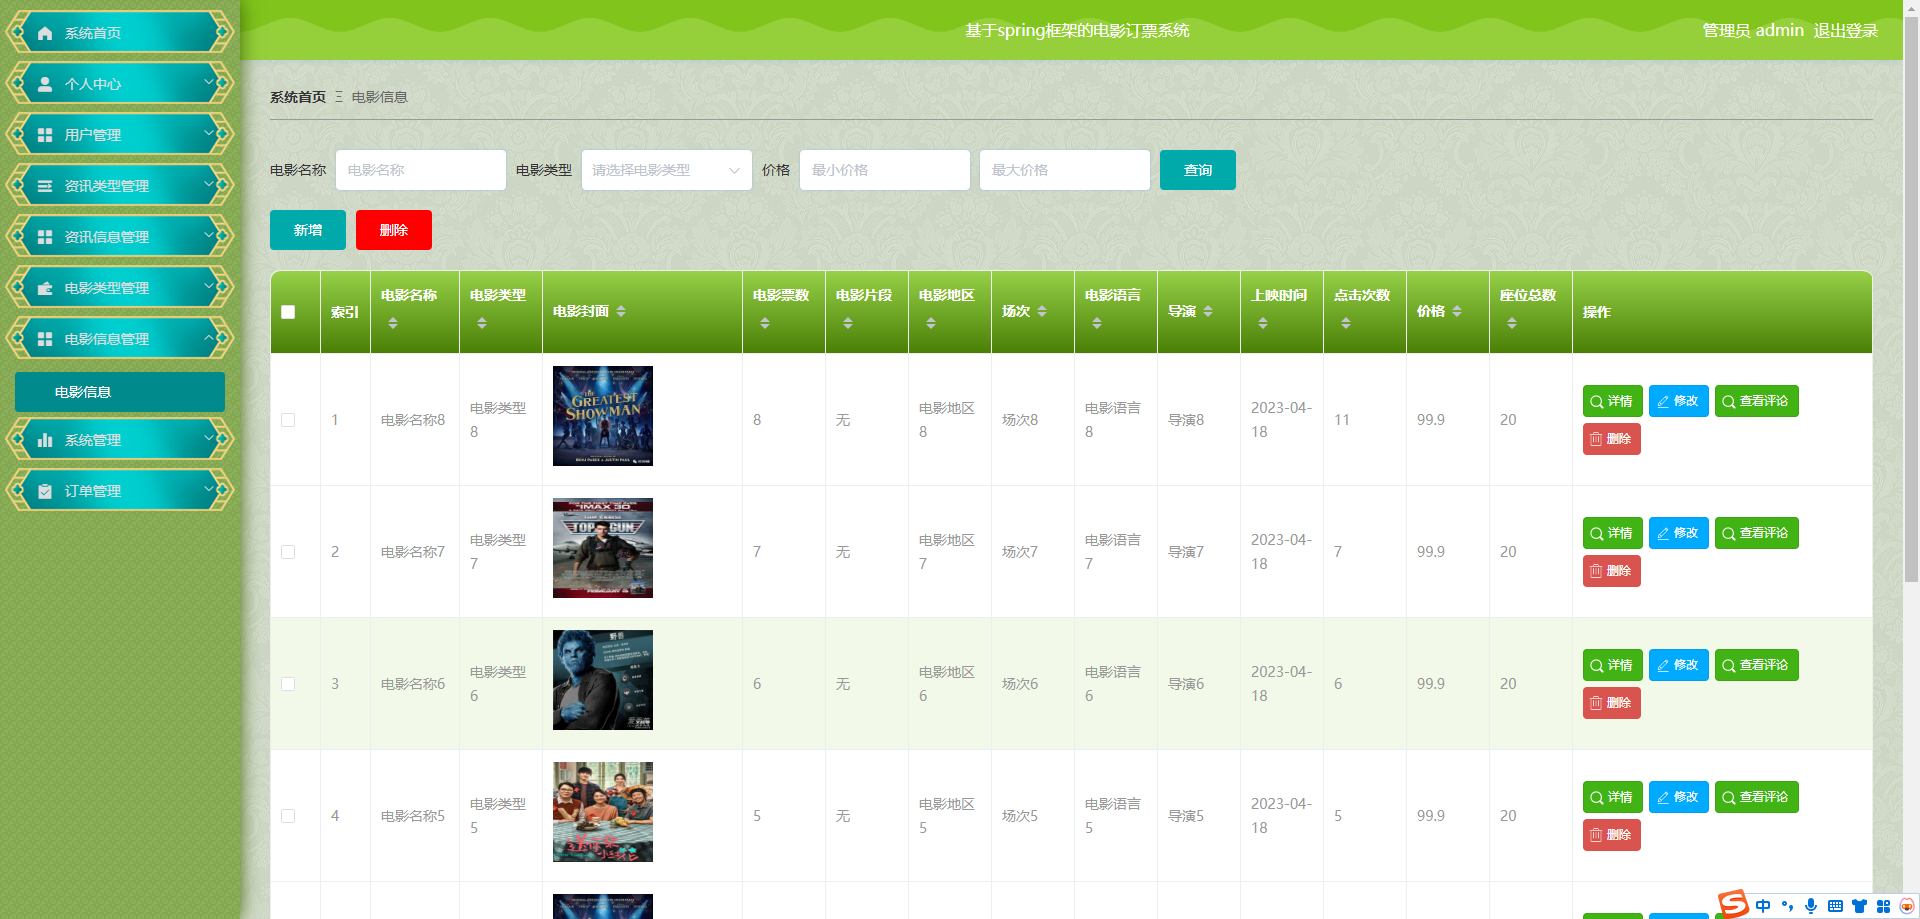 系统首页
个人中心
用户管理
资讯类型管理
资讯信息管理
电影类型管理
电影信息管理
电影信息
系统管理
订单管理
基于spring框架的电影订票系统
管理员 admin 退出登录
系统首页 Ξ 电影信息
电影名称 电影名称 电影类型 请选择电影类型 价格 最小价格 最大价格 查询
新增 删除
索引 电影名称 电影类型 电影封面 电影票数 电影片段 电影地区 场次 电影语言 导演 上映时间 点击次数 价格 座位总数 操作
1 电影名称8 电影类型8 8 无 电影地区8 场次8 电影语言8 导演8 2023-04-18 11 99.9 20 详情 修改 查看评论 删除
THE GREATEST SHOWMAN
2 电影名称7 电影类型7 7 无 电影地区7 场次7 电影语言7 导演7 2023-04-18 7 99.9 20 详情 修改 查看评论 删除
IMAX 3D
TOP GUN
3 电影名称6 电影类型6 6 无 电影地区6 场次6 电影语言6 导演6 2023-04-18 6 99.9 20 详情 修改 查看评论 删除
野兽
4 电影名称5 电影类型5 5 无 电影地区5 场次5 电影语言5 导演5 2023-04-18 5 99.9 20 详情 修改 查看评论 删除
中